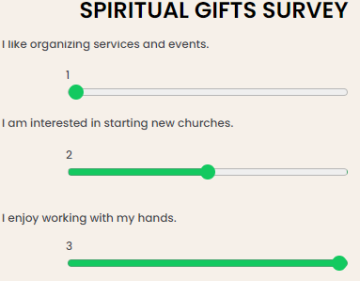 SPIRITUAL GIFTS SURVEY
I like organizing services and events.
1
I am interested in starting new churches.
2
I enjoy working with my hands.
3